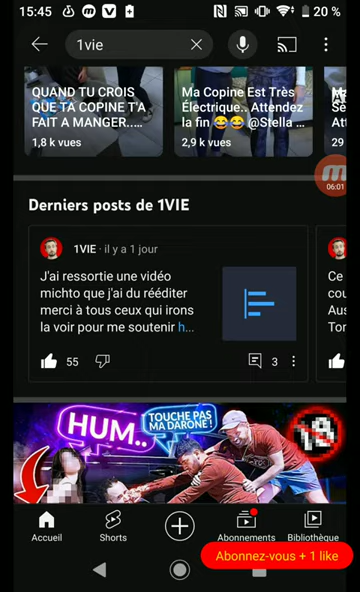 15:45
20 %
1vie
QUAND TU CROIS
QUE TA COPINE T'A
FAIT A MANGER.....
1,8 k vues
Ma Copine Est Très
Électrique.. Attendez
la fin 😂😂 @Stella ...
2,9 k vues
29
06:01
Derniers posts de 1VIE
1VIE · il y a 1 jour
J'ai ressortie une vidéo
michto que j'ai du rééditer
merci à tous ceux qui irons
la voir pour me soutenir h...
55
3
Ce
cou
Aus
Tom
HUM..
TOUCHE PAS
MA DARONE !
18
Accueil
Shorts
Abonnements
Bibliothèque
Abonnez-vous + 1 like